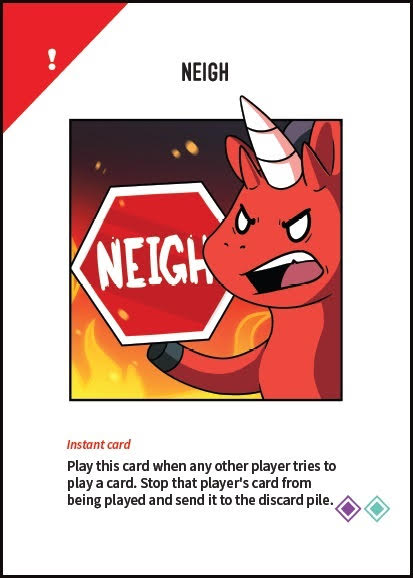 !
NEIGH
NEIGH
Instant card
Play this card when any other player tries to
play a card. Stop that player's card from
being played and send it to the discard pile.